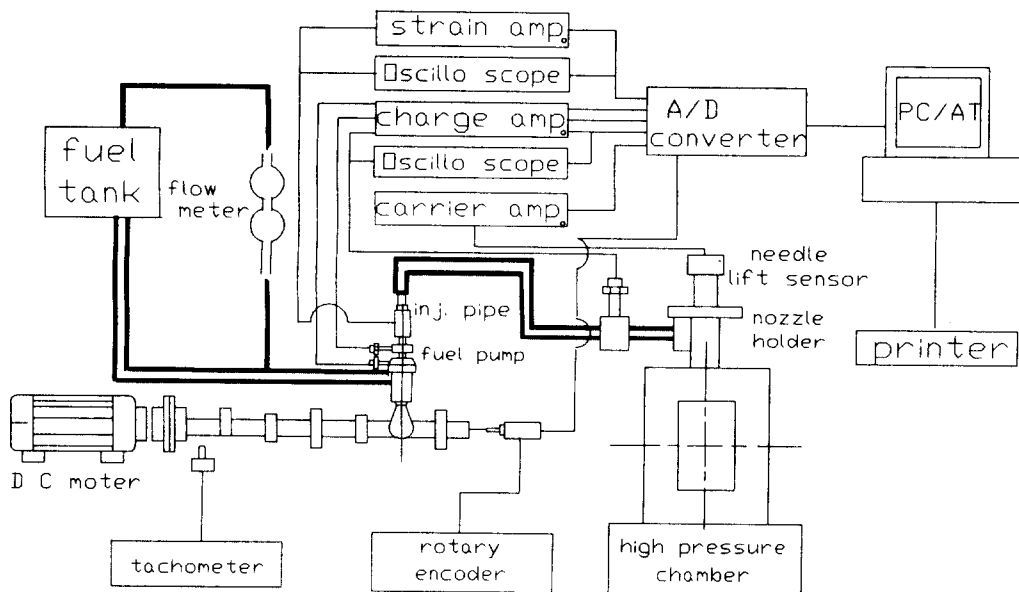 strain amp.
Oscillo scope
charge amp.
Oscillo scope
carrier amp.
A/D
converter
PC/AT
fuel
tank
flow
meter
needle
lift sensor
inj. pipe
nozzle
holder
fuel pump
printer
D C moter
tachometer
rotary
encoder
high pressure
chamber